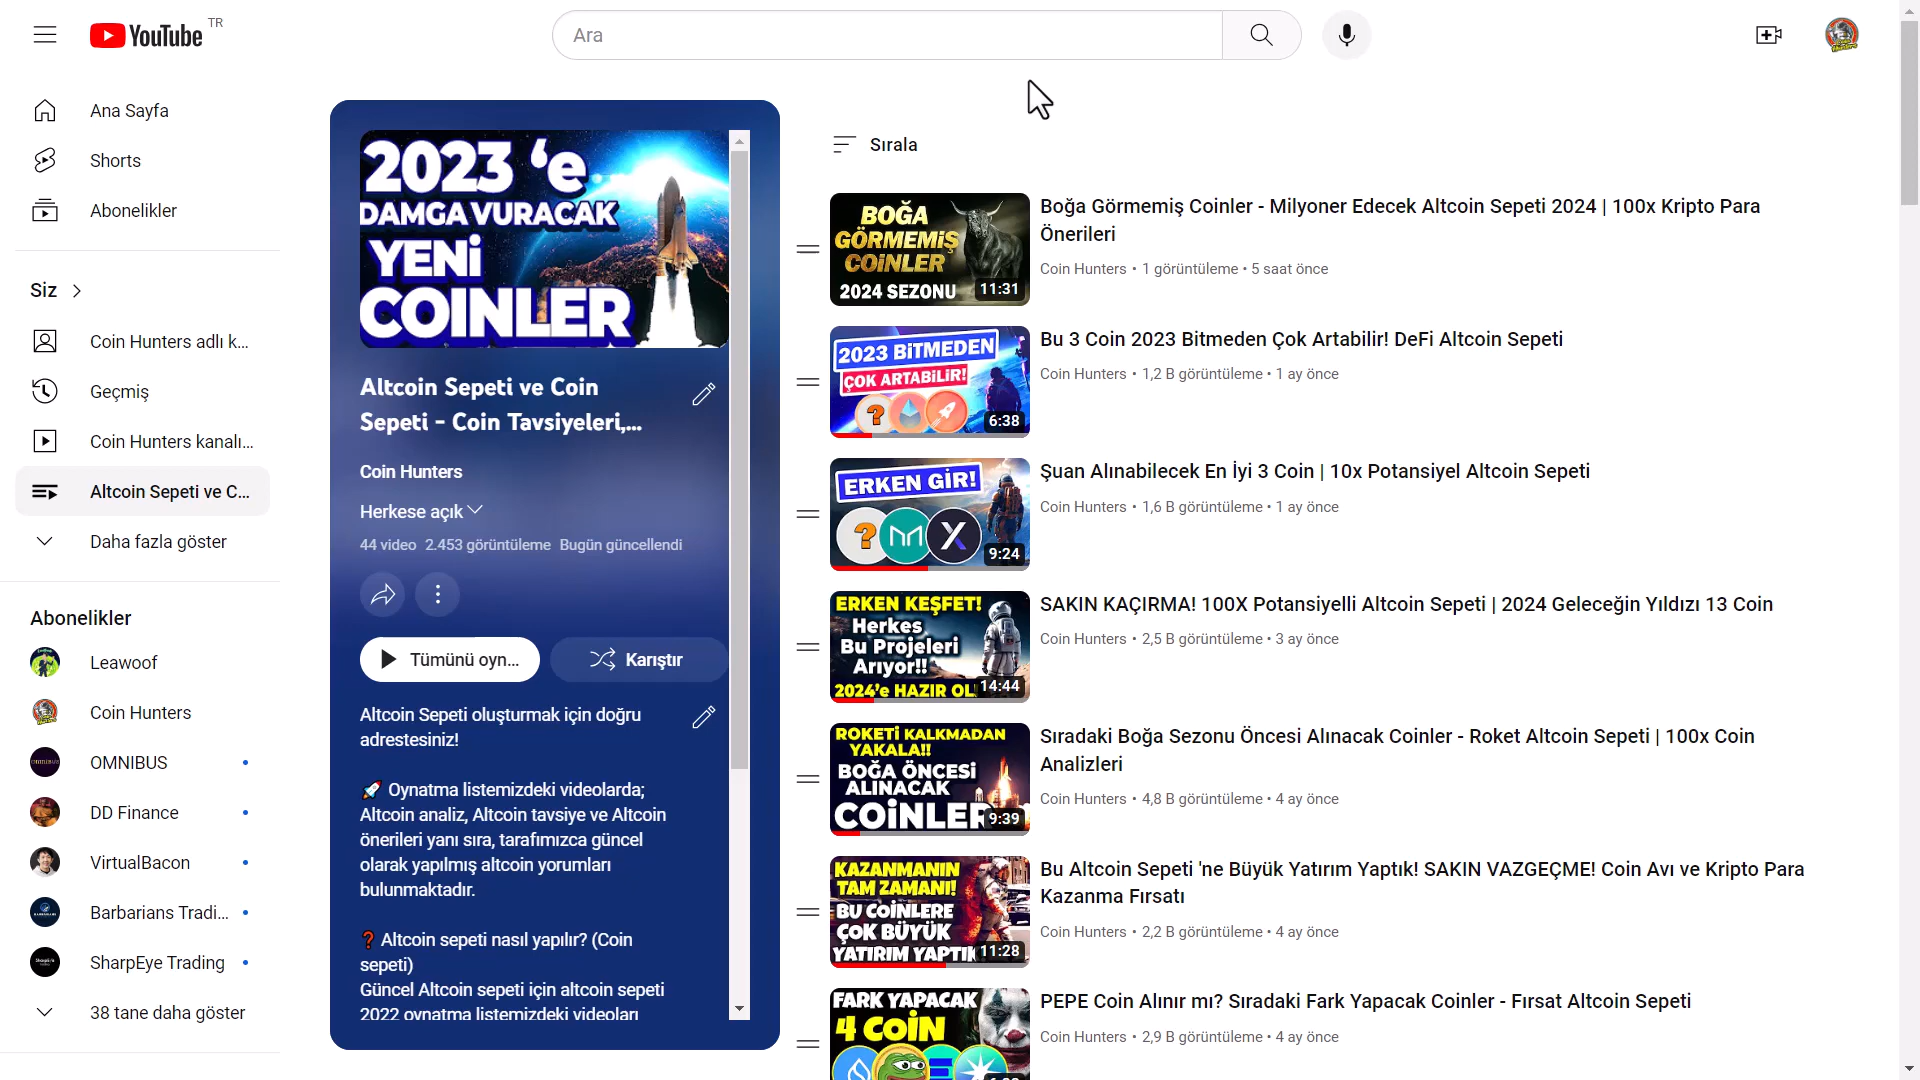 YouTube TR
Ara
Ana Sayfa
Shorts
Abonelikler
Siz
Coin Hunters adlı k...
Geçmiş
Coin Hunters kanalı...
Altcoin Sepeti ve C...
Daha fazla göster
Abonelikler
Leawoof
Coin Hunters
OMNIBUS
DD Finance
VirtualBacon
Barbarians Tradi...
SharpEye Trading
38 tane daha göster
2023 'e
DAMGA VURACAK
YENİ
COINLER
Altcoin Sepeti ve Coin
Sepeti - Coin Tavsiyeleri,...
Coin Hunters
Herkese açık
44 video 2.453 görüntüleme Bugün güncellendi
Tümünü oyn...
Karıştır
Altcoin Sepeti oluşturmak için doğru
adrestesiniz!
🚀 Oynatma listemizdeki videolarda;
Altcoin analiz, Altcoin tavsiye ve Altcoin
önerileri yanı sıra, tarafımızca güncel
olarak yapılmış altcoin yorumları
bulunmaktadır.
❓ Altcoin sepeti nasıl yapılır? (Coin
sepeti)
Güncel Altcoin sepeti için altcoin sepeti
2022 oynatma listemizdeki videoları
Sırala
BOĞA
GÖRMEMİŞ
COİNLER
2024 SEZONU
11:31
Boğa Görmemiş Coinler - Milyoner Edecek Altcoin Sepeti 2024 | 100x Kripto Para
Önerileri
Coin Hunters • 1 görüntüleme • 5 saat önce
2023 BİTMEDEN
ÇOK ARTABİLİR!
6:38
Bu 3 Coin 2023 Bitmeden Çok Artabilir! DeFi Altcoin Sepeti
Coin Hunters • 1,2 B görüntüleme • 1 ay önce
ERKEN GİR!
9:24
Şuan Alınabilecek En İyi 3 Coin | 10x Potansiyel Altcoin Sepeti
Coin Hunters • 1,6 B görüntüleme • 1 ay önce
ERKEN KEŞFET!
Herkes
Bu Projeleri
Arıyor!!
2024'e HAZIR OL
14:44
SAKIN KAÇIRMA! 100X Potansiyelli Altcoin Sepeti | 2024 Geleceğin Yıldızı 13 Coin
Coin Hunters • 2,5 B görüntüleme • 3 ay önce
ROKETİ KALKMADAN
YAKALA!!
BOĞA ÖNCESİ
ALINACAK
COİNLER
9:39
Sıradaki Boğa Sezonu Öncesi Alınacak Coinler - Roket Altcoin Sepeti | 100x Coin
Analizleri
Coin Hunters • 4,8 B görüntüleme • 4 ay önce
KAZANMANIN
TAM ZAMANI!
BU COİNLERE
ÇOK BÜYÜK
YATIRIM YAPTIK
11:28
Bu Altcoin Sepeti 'ne Büyük Yatırım Yaptık! SAKIN VAZGEÇME! Coin Avı ve Kripto Para
Kazanma Fırsatı
Coin Hunters • 2,2 B görüntüleme • 4 ay önce
FARK YAPACAK
4 COİN
PEPE Coin Alınır mı? Sıradaki Fark Yapacak Coinler - Fırsat Altcoin Sepeti
Coin Hunters • 2,9 B görüntüleme • 4 ay önce